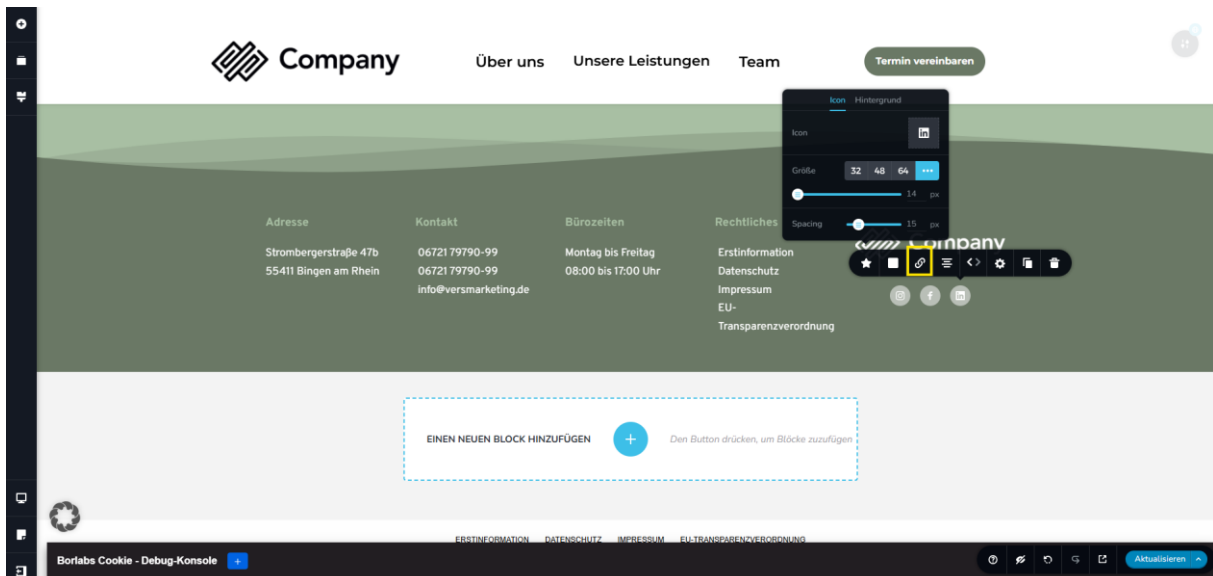 Company
Über uns
Unsere Leistungen
Team
Termin vereinbaren
Icon Hintergrund
Icon
Größe 32 48 64
14 px
Spacing 15 px
Adresse
Strombergerstraße 47b
55411 Bingen am Rhein
Kontakt
06721 79790-99
06721 79790-99
info@versmarketing.de
Bürozeiten
Montag bis Freitag
08:00 bis 17:00 Uhr
Rechtliches
Erstinformation
Datenschutz
Impressum
EU-
Transparenzverordnung
Company
EINEN NEUEN BLOCK HINZUFÜGEN
Den Button drücken, um Blöcke zuzufügen
ERSTINFORMATION DATENSCHUTZ IMPRESSUM EU-TRANSPARENZVERORDNUNG
Borlabs Cookie - Debug-Konsole
Aktualisieren